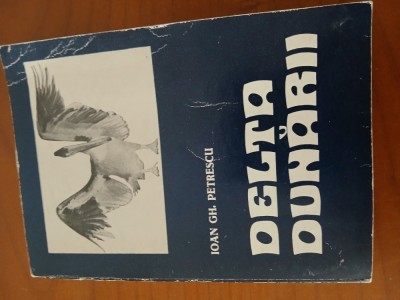 IOAN GH. PETRESCU
DELTA
DUNĂRII